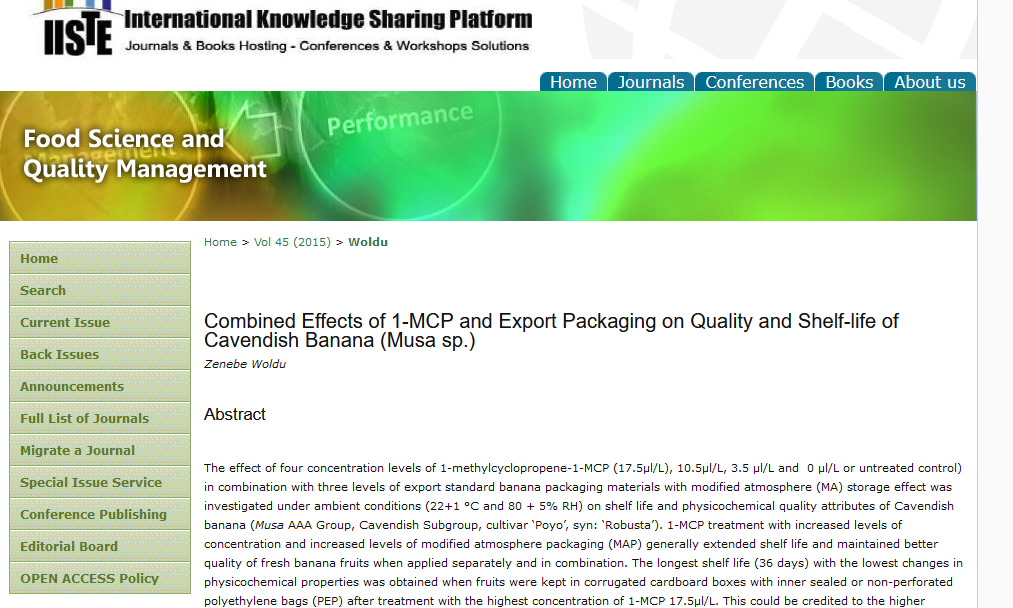 IISTE International Knowledge Sharing Platform
Journals & Books Hosting - Conferences & Workshops Solutions
Home Journals Conferences Books About us
Performance
Management
Food Science and
Quality Management
Home > Vol 45 (2015) > Woldu
Home
Search
Current Issue
Back Issues
Announcements
Full List of Journals
Migrate a Journal
Special Issue Service
Conference Publishing
Editorial Board
OPEN ACCESS Policy
Combined Effects of 1-MCP and Export Packaging on Quality and Shelf-life of
Cavendish Banana (Musa sp.)
Zenebe Woldu
Abstract
The effect of four concentration levels of 1-methylcyclopropene-1-MCP (17.5µl/L), 10.5µl/L, 3.5 µl/L and 0 µl/L or untreated control)
in combination with three levels of export standard banana packaging materials with modified atmosphere (MA) storage effect was
investigated under ambient conditions (22+1 °C and 80 + 5% RH) on shelf life and physicochemical quality attributes of Cavendish
banana (Musa AAA Group, Cavendish Subgroup, cultivar ‘Poyo’, syn: ‘Robusta’). 1-MCP treatment with increased levels of
concentration and increased levels of modified atmosphere packaging (MAP) generally extended shelf life and maintained better
quality of fresh banana fruits when applied separately and in combination. The longest shelf life (36 days) with the lowest changes in
physicochemical properties was obtained when fruits were kept in corrugated cardboard boxes with inner sealed or non-perforated
polyethylene bags (PEP) after treatment with the highest concentration of 1-MCP 17.5µl/L. This could be credited to the higher